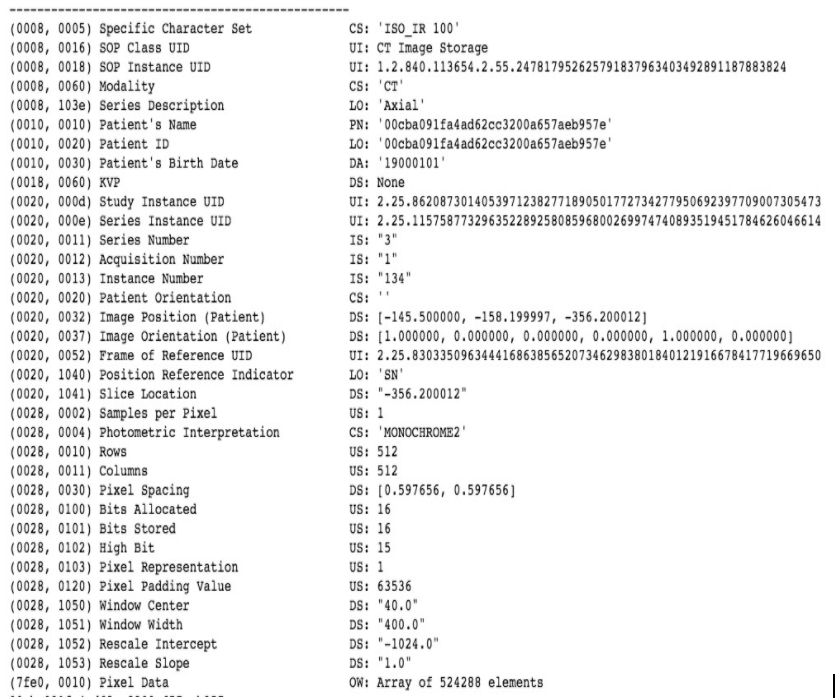 (0008, 0005) Specific Character Set CS: 'ISO_IR 100'
(0008, 0016) SOP Class UID UI: CT Image Storage
(0008, 0018) SOP Instance UID UI: 1.2.840.113654.2.55.247817952625791837963403492891187883824
(0008, 0060) Modality CS: 'CT'
(0008, 103e) Series Description LO: 'Axial'
(0010, 0010) Patient's Name PN: '00cba091fa4ad62cc3200a657aeb957e'
(0010, 0020) Patient ID LO: '00cba091fa4ad62cc3200a657aeb957e'
(0010, 0030) Patient's Birth Date DA: '19000101'
(0018, 0060) KVP DS: None
(0020, 000d) Study Instance UID UI: 2.25.86208730140539712382771890501772734277950692397709007305473
(0020, 000e) Series Instance UID UI: 2.25.11575877329635228925808596800269974740893519451784626046614
(0020, 0011) Series Number IS: "3"
(0020, 0012) Acquisition Number IS: "1"
(0020, 0013) Instance Number IS: "134"
(0020, 0020) Patient Orientation CS: ''
(0020, 0032) Image Position (Patient) DS: [-145.500000, -158.199997, -356.200012]
(0020, 0037) Image Orientation (Patient) DS: [1.000000, 0.000000, 0.000000, 0.000000, 1.000000, 0.000000]
(0020, 0052) Frame of Reference UID UI: 2.25.83033509634441686385652073462983801840121916678417719669650
(0020, 1040) Position Reference Indicator LO: 'SN'
(0020, 1041) Slice Location DS: "-356.200012"
(0028, 0002) Samples per Pixel US: 1
(0028, 0004) Photometric Interpretation CS: 'MONOCHROME2'
(0028, 0010) Rows US: 512
(0028, 0011) Columns US: 512
(0028, 0030) Pixel Spacing DS: [0.597656, 0.597656]
(0028, 0100) Bits Allocated US: 16
(0028, 0101) Bits Stored US: 16
(0028, 0102) High Bit US: 15
(0028, 0103) Pixel Representation US: 1
(0028, 0120) Pixel Padding Value US: 63536
(0028, 1050) Window Center DS: "40.0"
(0028, 1051) Window Width DS: "400.0"
(0028, 1052) Rescale Intercept DS: "-1024.0"
(0028, 1053) Rescale Slope DS: "1.0"
(7fe0, 0010) Pixel Data OW: Array of 524288 elements